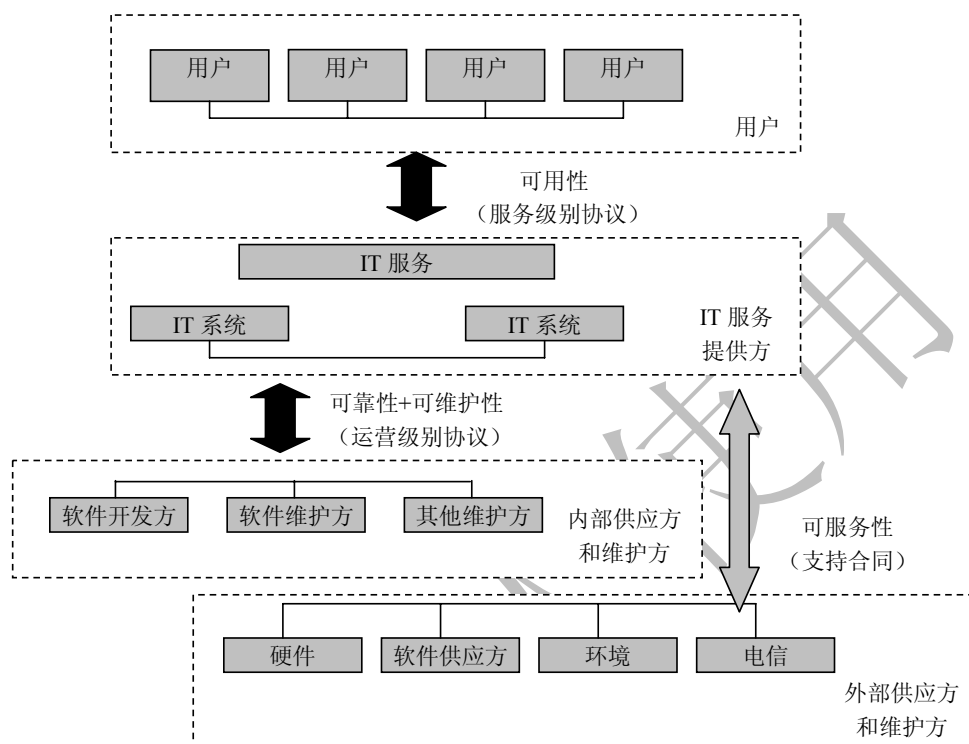 用户 用户 用户 用户
用户
可用性
（服务级别协议）
IT 服务
IT 系统 IT 系统
IT 服务
提供方
可靠性+可维护性
（运营级别协议）
软件开发方 软件维护方 其他维护方
内部供应方
和维护方
可服务性
（支持合同）
硬件 软件供应方 环境 电信
外部供应方
和维护方
使用